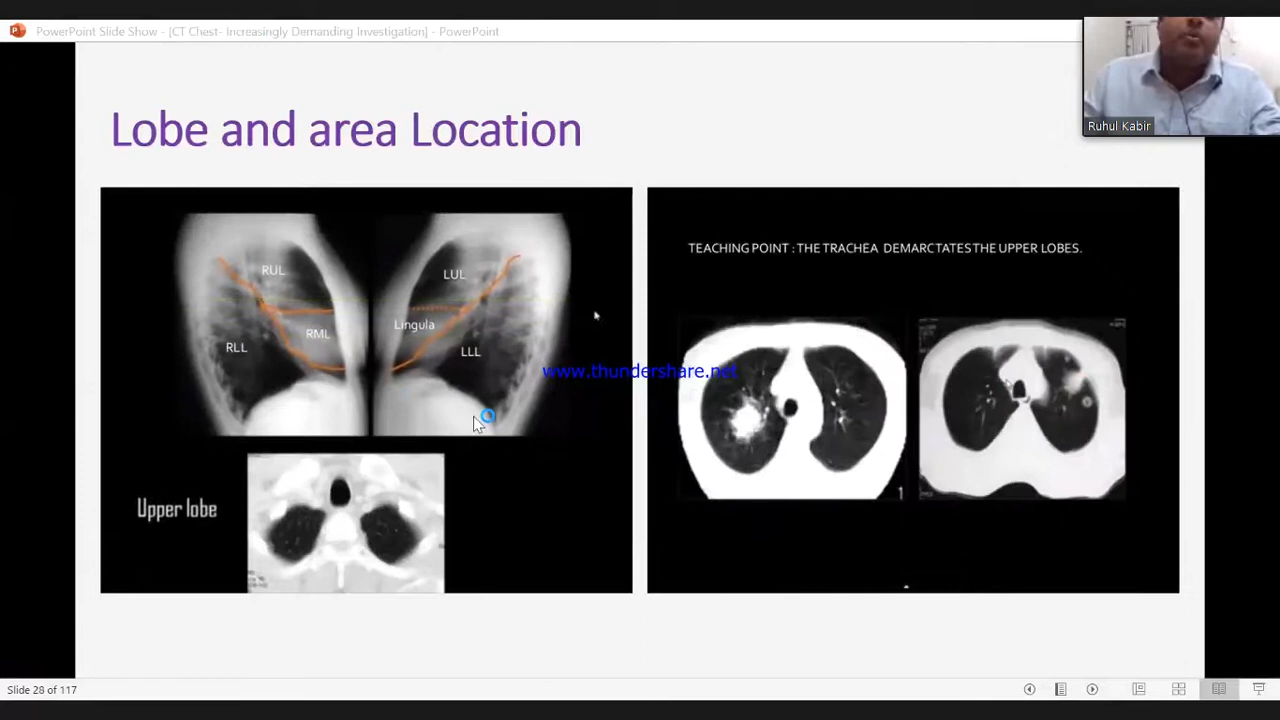 PowerPoint Slide Show - [CT Chest- Increasingly Demanding Investigation] - PowerPoint
Ruhul Kabir
Lobe and area Location
RUL
LUL
RML
Lingula
RLL
LLL
TEACHING POINT : THE TRACHEA DEMARCTATES THE UPPER LOBES.
www.thundershare.net
1
Upper lobe
Slide 28 of 117